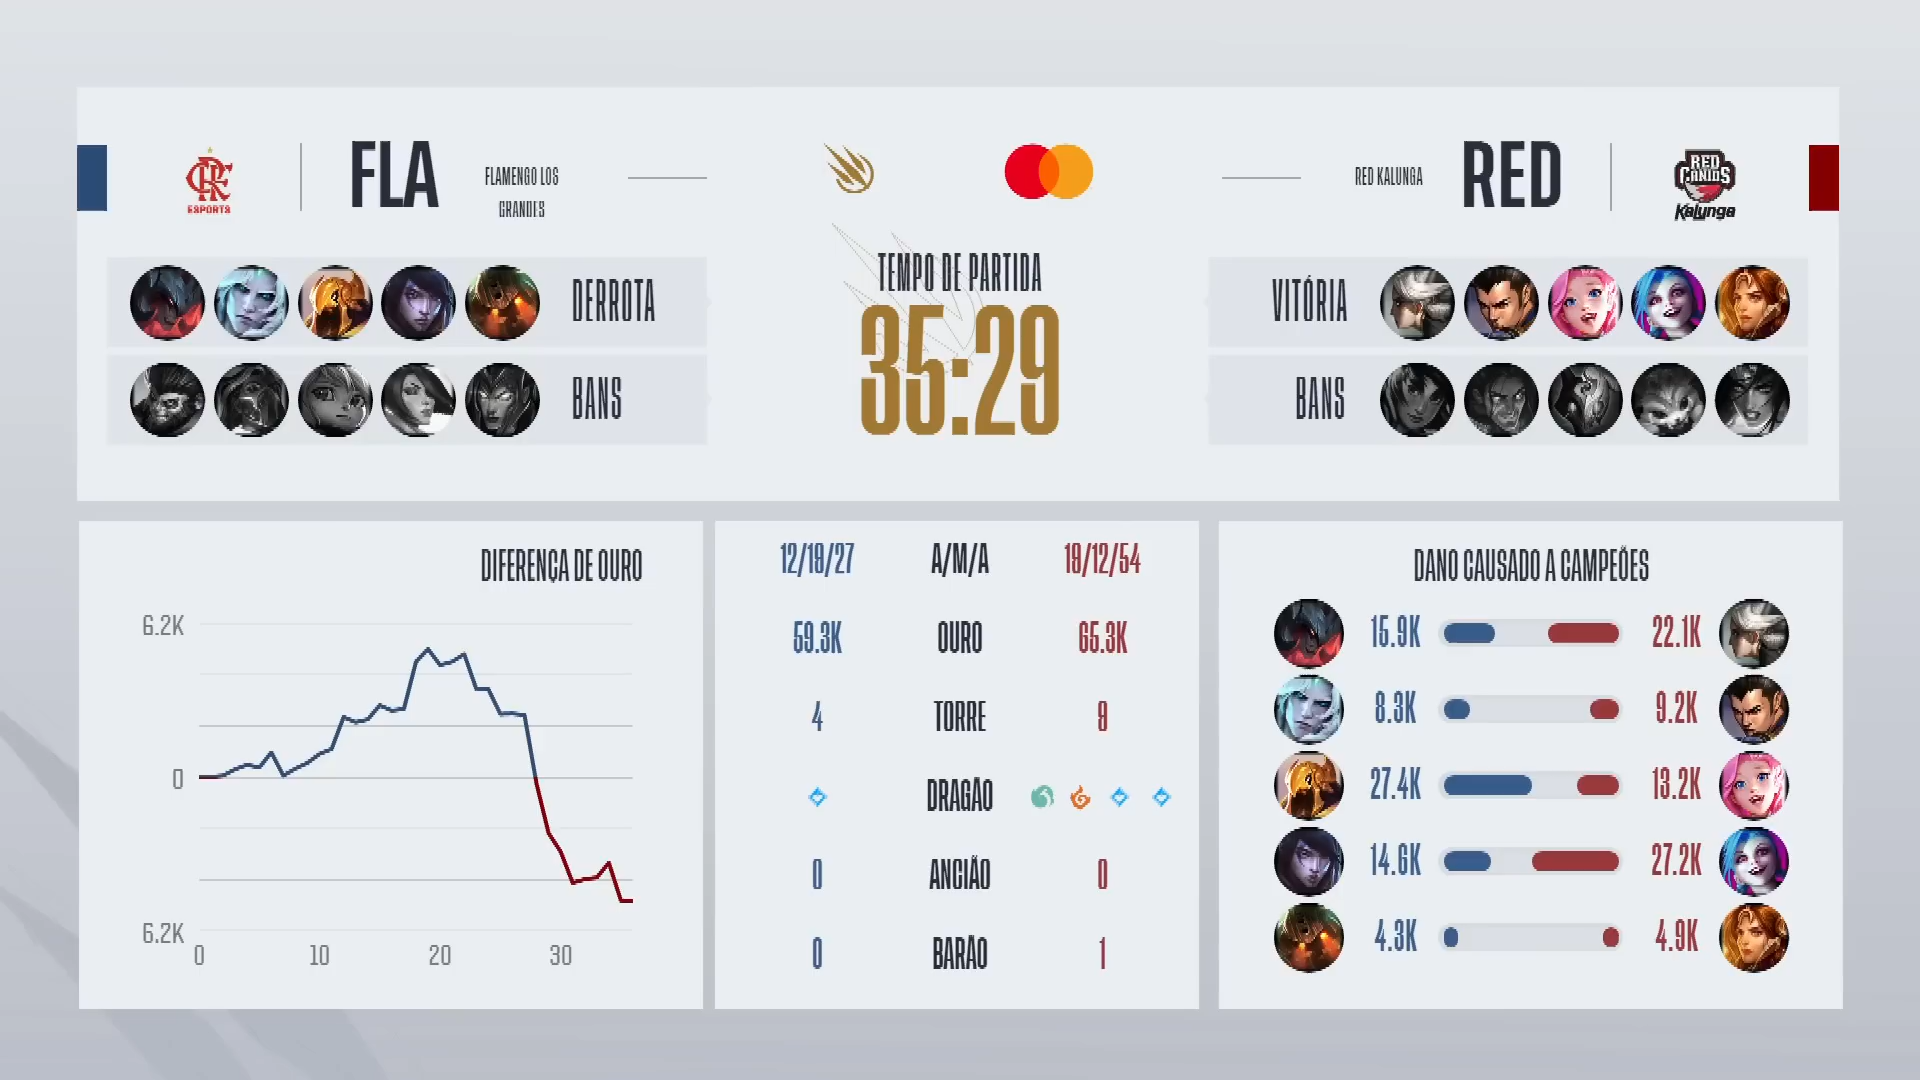 FLA
FLAMENGO LOS
GRANDES
RED KALUNGA
RED
ESPORTS
RED
CANIDS
Kalunga
DERROTA
TEMPO DE PARTIDA
VITÓRIA
35:29
BANS
BANS
DIFERENÇA DE OURO
6.2K
0
6.2K
0
10
20
30
12/19/27
A/M/A
19/12/54
59.3K
OURO
65.3K
4
TORRE
9
DRAGÃO
0
ANCIÃO
0
0
BARÃO
1
DANO CAUSADO A CAMPEÕES
15.9K
22.1K
8.3K
9.2K
27.4K
13.2K
14.6K
27.2K
4.3K
4.9K